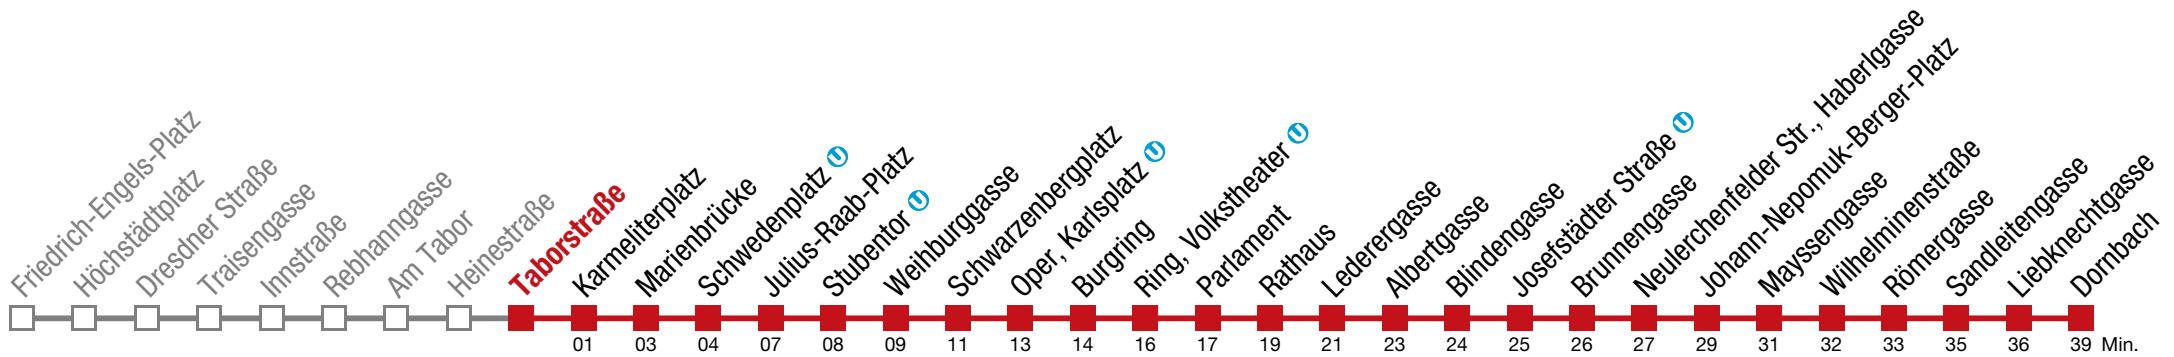 Friedrich-Engels-Platz
Höchstädtplatz
Dresdner Straße
Traisengasse
Innstraße
Rebhanngasse
Am Tabor
Heinestraße
Taborstraße
Karmeliterplatz
Marienbrücke
Schwedenplatz U
Julius-Raab-Platz
Stubentor U
Weihburggasse
Schwarzenbergplatz
Oper, Karlsplatz U
Burgring
Ring, Volkstheater U
Parlament
Rathaus
Lederergasse
Albertgasse
Blindengasse
Josefstädter Straße U
Brunnengasse
Neulerchenfelder Str., Haberlgasse
Johann-Nepomuk-Berger-Platz
Mayssengasse
Wilhelminenstraße
Römergasse
Sandleitengasse
Liebknechtgasse
Dornbach
01 03 04 07 08 09 11 13 14 16 17 19 21 23 24 25 26 27 29 31 32 33 35 36 39 Min.